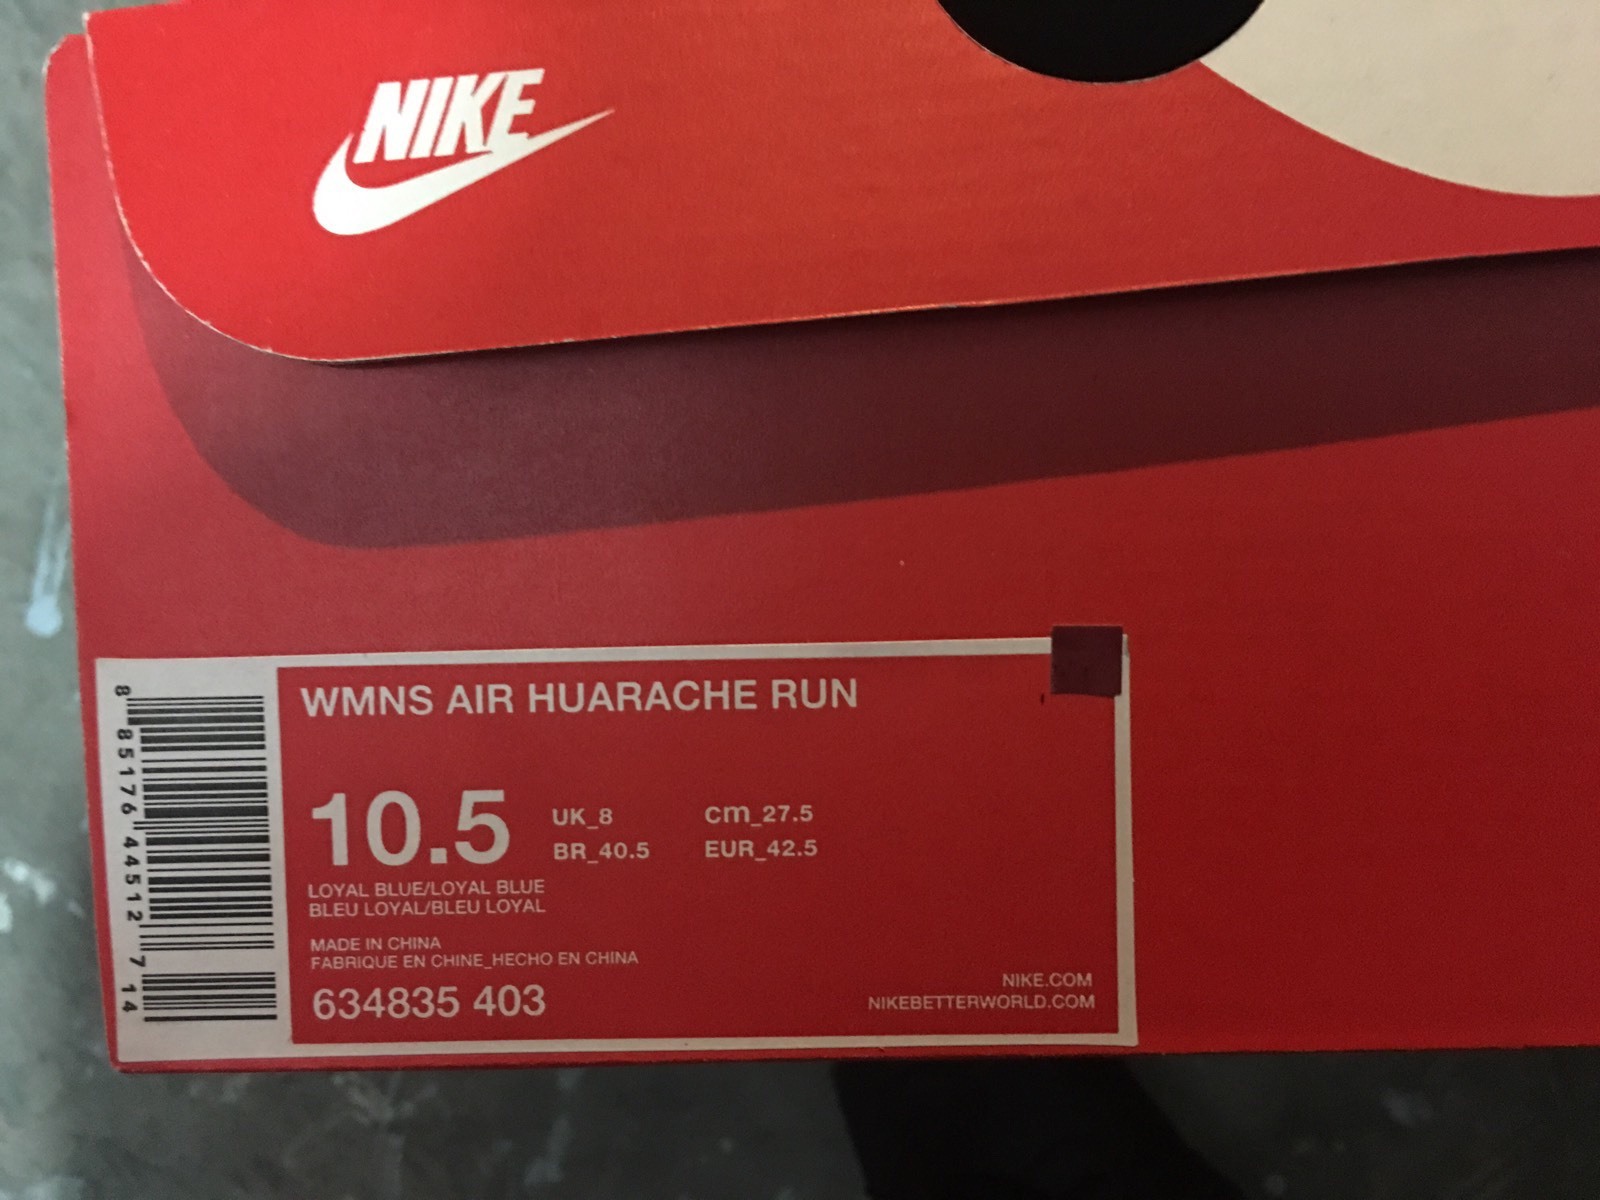 NIKE
WMNS AIR HUARACHE RUN
10.5
UK_8
cm_27.5
BR_40.5
EUR_42.5
LOYAL BLUE/LOYAL BLUE
BLEU LOYAL/BLEU LOYAL
MADE IN CHINA
FABRIQUE EN CHINE_HECHO EN CHINA
634835 403
NIKE.COM
NIKEBETTERWORLD.COM
8 85176 44512 7 14